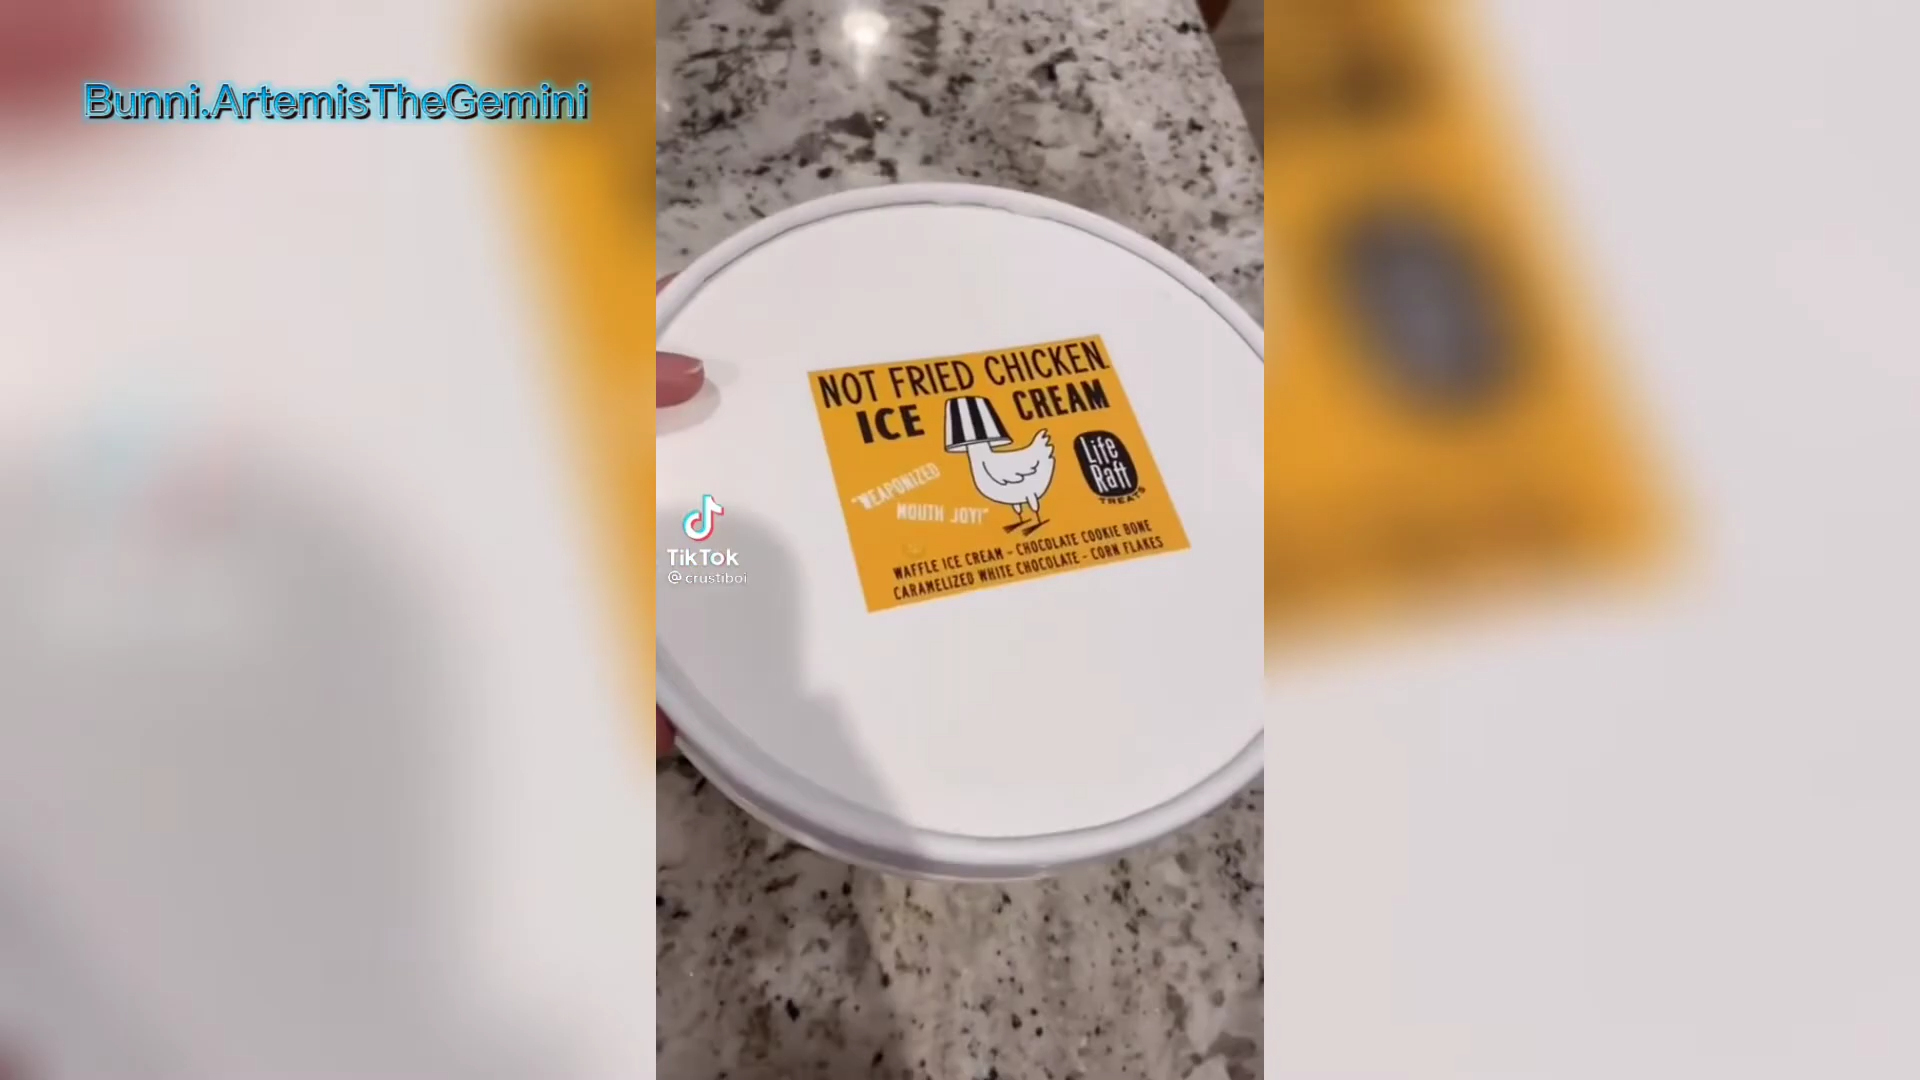 Bunni.ArtemisTheGemini
NOT FRIED CHICKEN
ICE CREAM
"WEAPONIZED
MOUTH JOY!"
Life
Raft
TREATS
WAFFLE ICE CREAM - CHOCOLATE COOKIE BONE
CARAMELIZED WHITE CHOCOLATE - CORN FLAKES
TikTok
@crustiboi